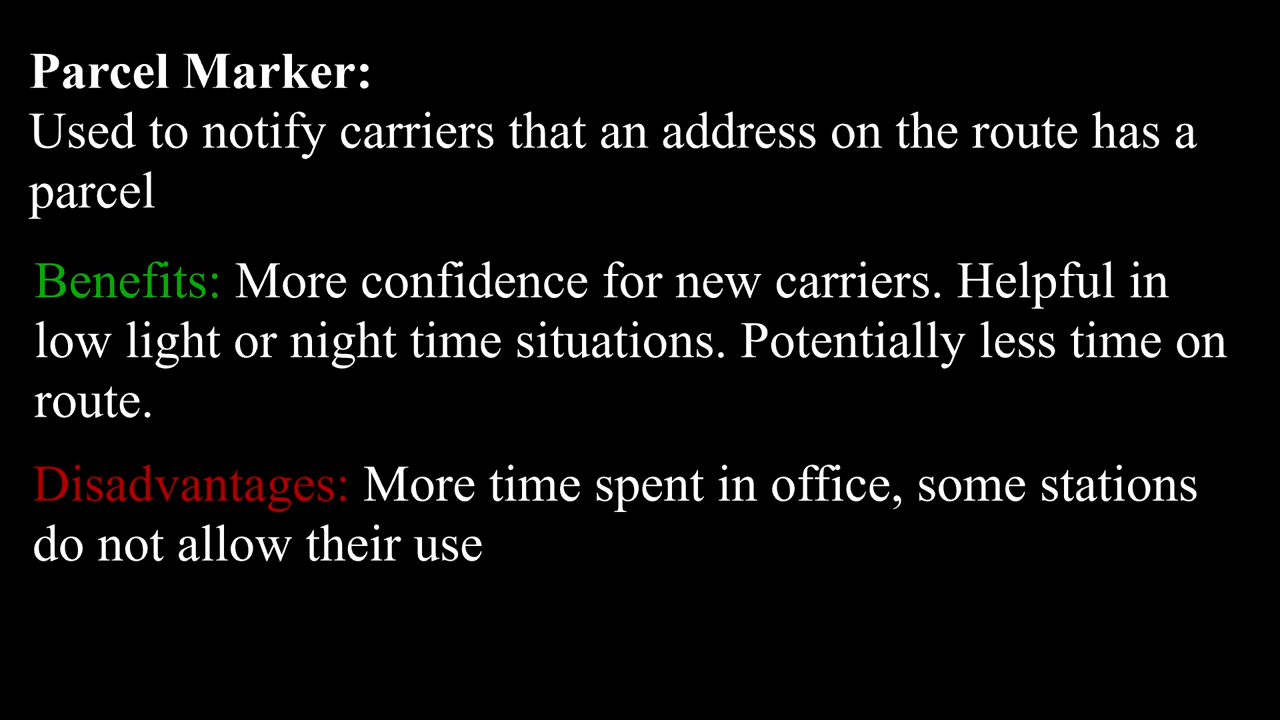 Parcel Marker:
Used to notify carriers that an address on the route has a
parcel
Benefits: More confidence for new carriers. Helpful in
low light or night time situations. Potentially less time on
route.
Disadvantages: More time spent in office, some stations
do not allow their use